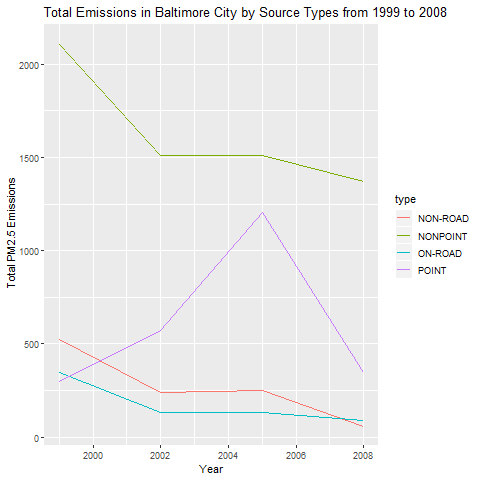 Total Emissions in Baltimore City by Source Types from 1999 to 2008
2000
1500
1000
500
0
Total PM2.5 Emissions
2000
2002
2004
2006
2008
Year
type
NON-ROAD
NONPOINT
ON-ROAD
POINT